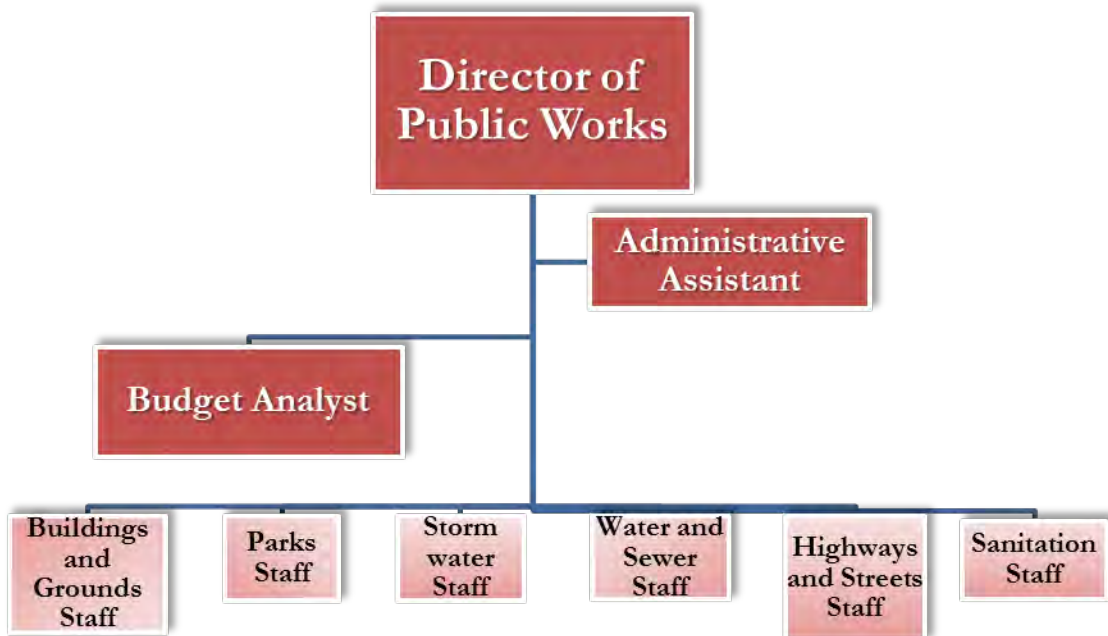 Director of
Public Works
Administrative
Assistant
Budget Analyst
Buildings
and
Grounds
Staff
Parks
Staff
Storm
water
Staff
Water and
Sewer
Staff
Highways
and Streets
Staff
Sanitation
Staff